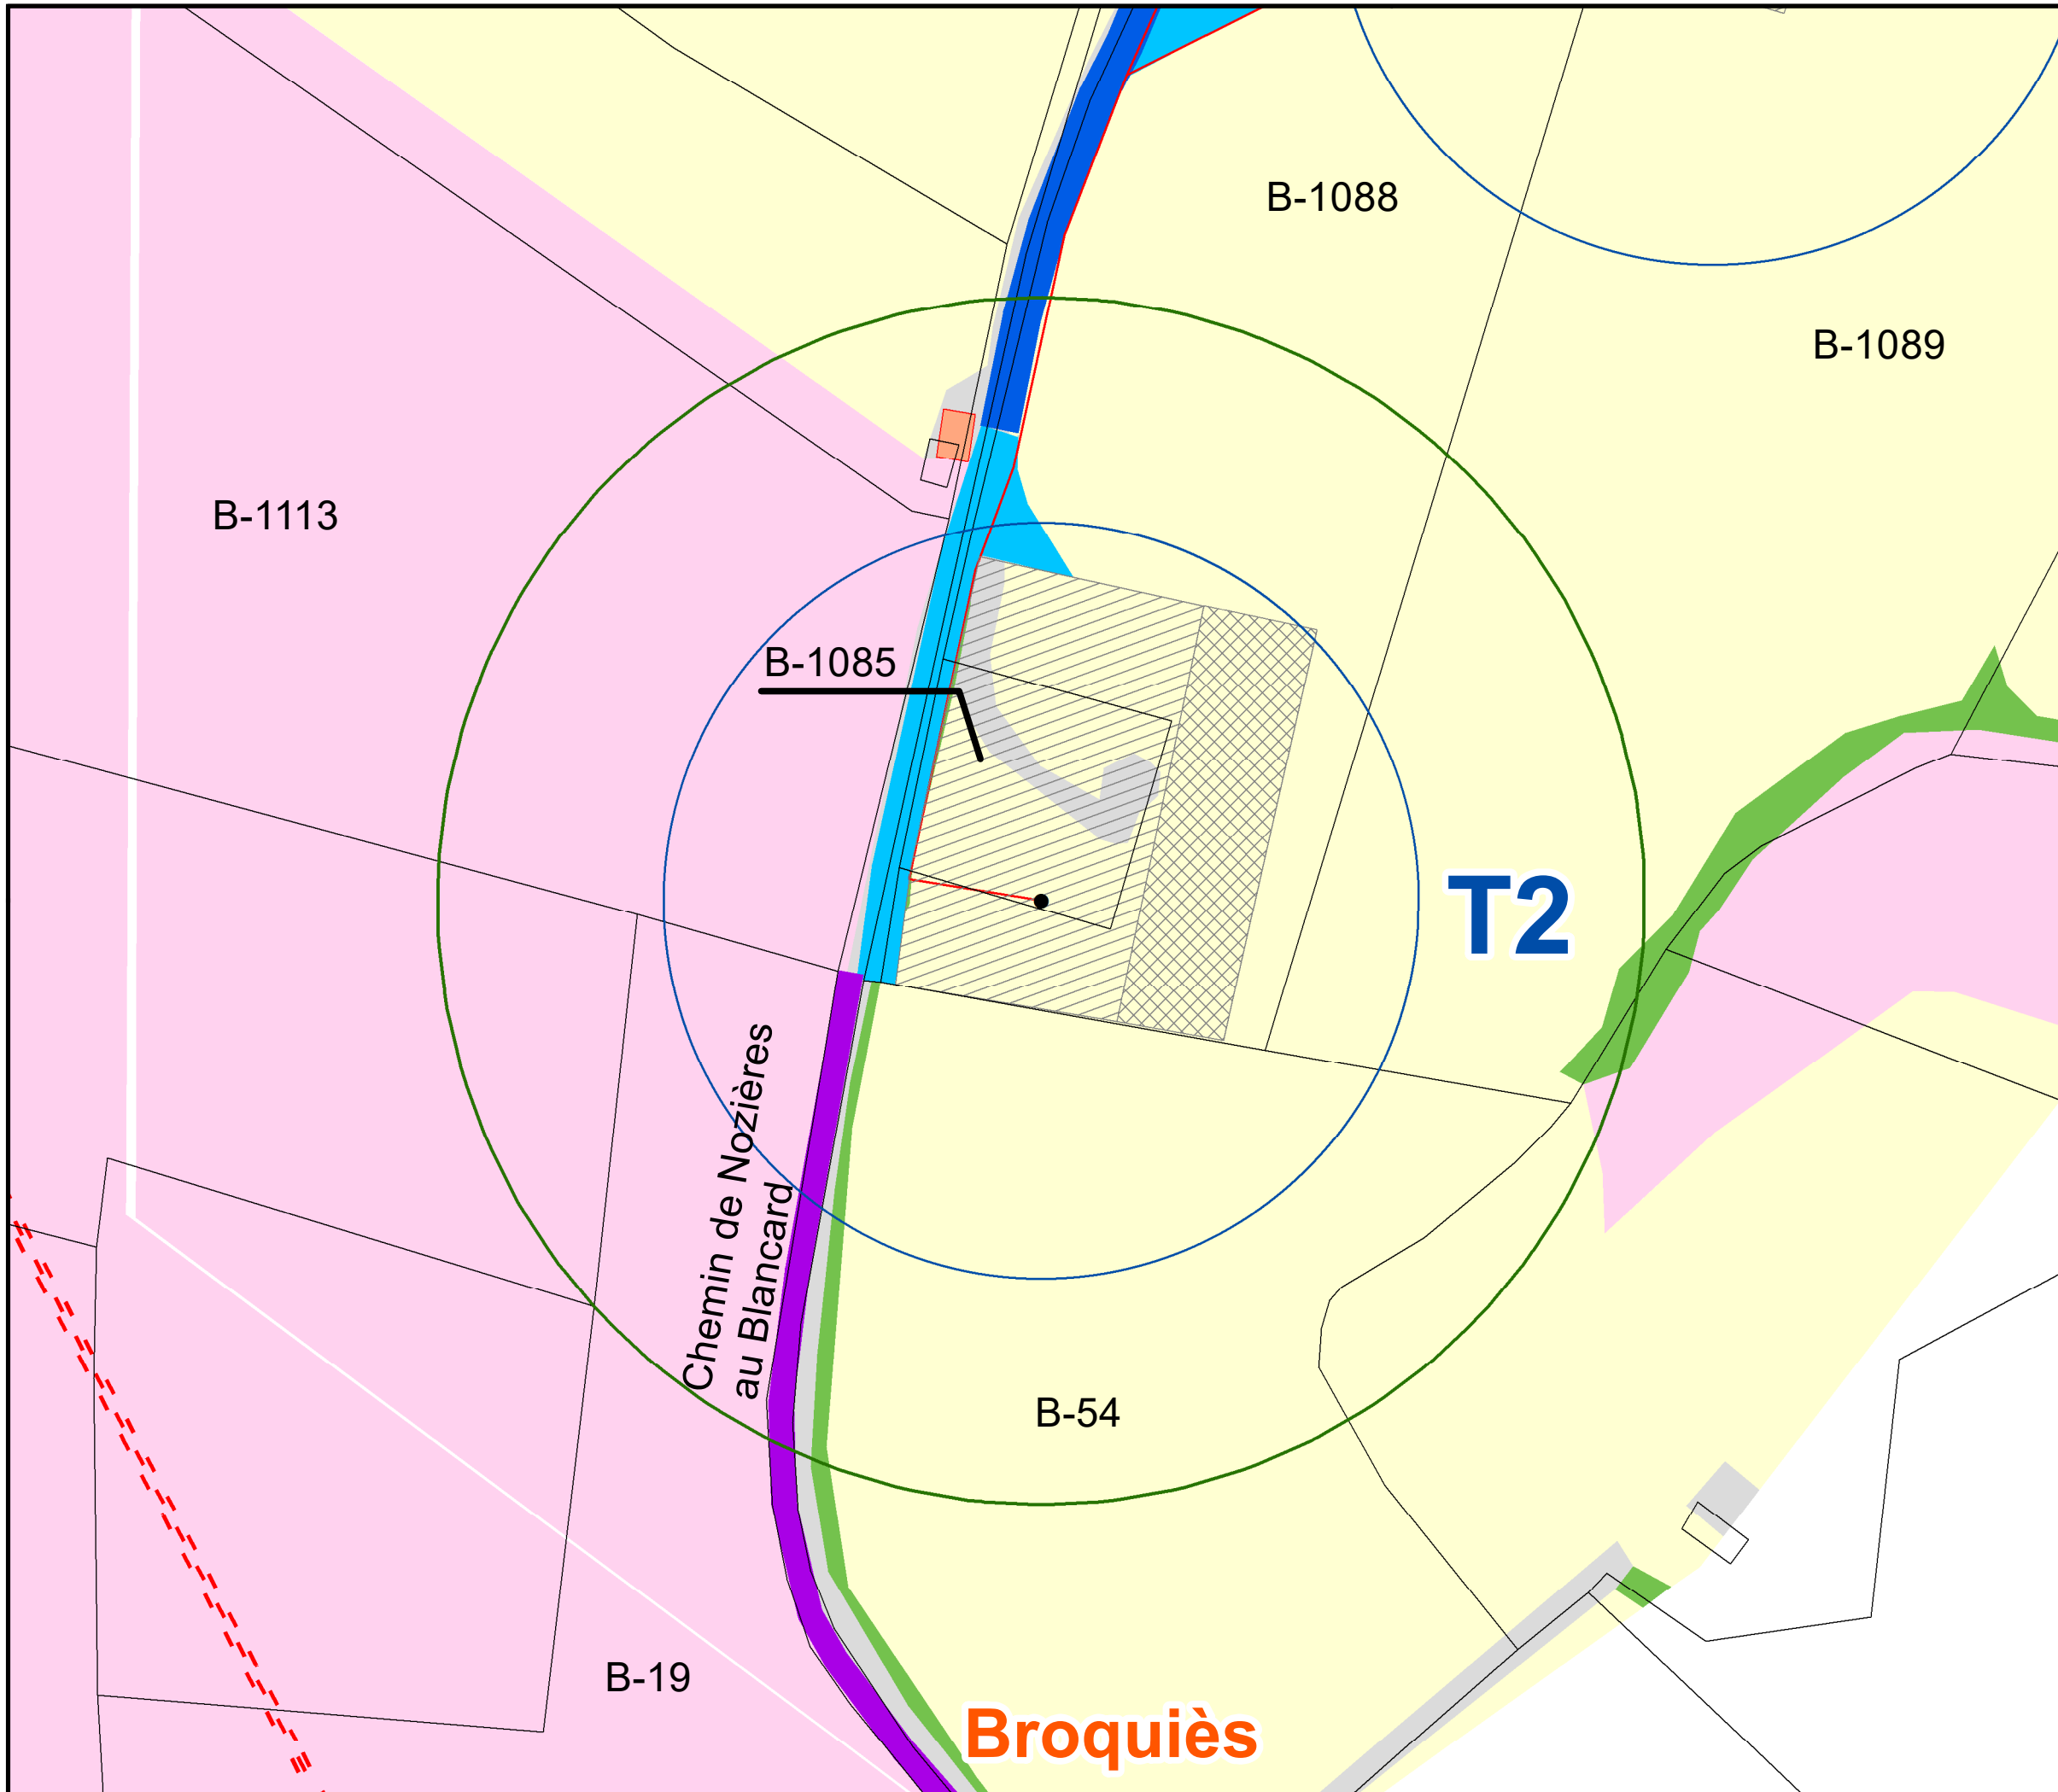 B-1088
B-1089
B-1113
B-1085
T2
Chemin de Nozières
au Blancard
B-54
B-19
Broquiès